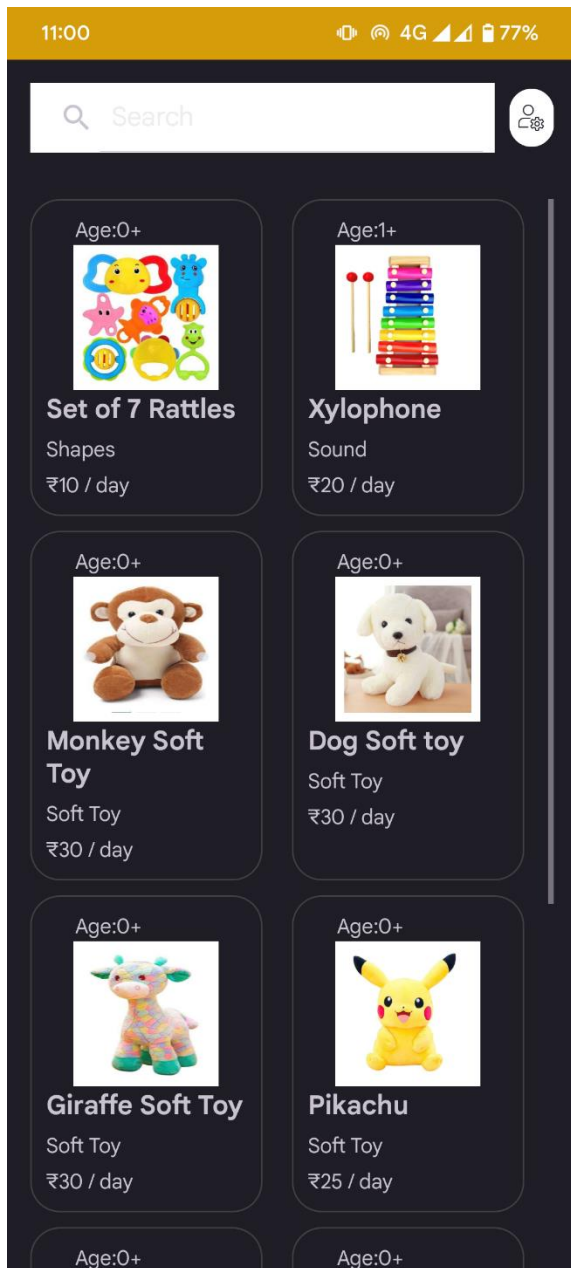 11:00
4G
77%
Search
Age:0+
Set of 7 Rattles
Shapes
₹10 / day
Age:1+
Xylophone
Sound
₹20 / day
Age:0+
Monkey Soft
Toy
Soft Toy
₹30 / day
Age:0+
Dog Soft toy
Soft Toy
₹30 / day
Age:0+
Giraffe Soft Toy
Soft Toy
₹30 / day
Age:0+
Pikachu
Soft Toy
₹25 / day
Age:0+
Age:0+